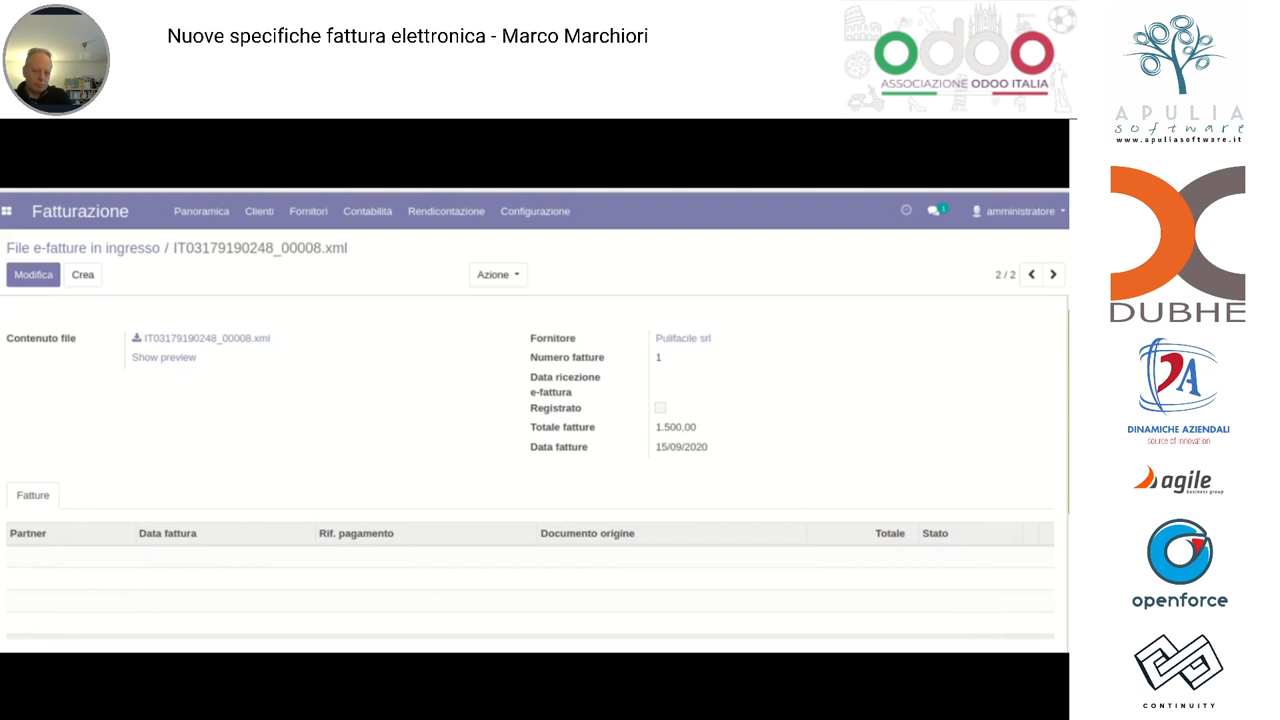 Nuove specifiche fattura elettronica - Marco Marchiori
odoo
ASSOCIAZIONE ODOO ITALIA
APULIA
software
www.apuliasoftware.it
DUBHE
DINAMICHE AZIENDALI
source of innovation
agile
business group
openforce
CONTINUITY
Fatturazione Panoramica Clienti Fornitori Contabilità Rendicontazione Configurazione 1 amministratore
File e-fatture in ingresso / IT03179190248_00008.xml
Modifica Crea Azione 2 / 2
Contenuto file IT03179190248_00008.xml
Show preview
Fornitore Pulifacile srl
Numero fatture 1
Data ricezione
e-fattura
Registrato
Totale fatture 1.500,00
Data fatture 15/09/2020
Fatture
Partner Data fattura Rif. pagamento Documento origine Totale Stato